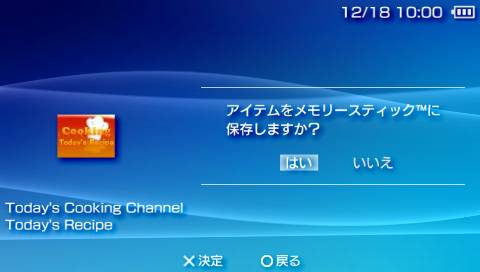 12/18 10:00
アイテムをメモリースティック™に
保存しますか?
はい いいえ
Cooking
Today's Recipe
Today's Cooking Channel
Today's Recipe
✕決定 ○戻る